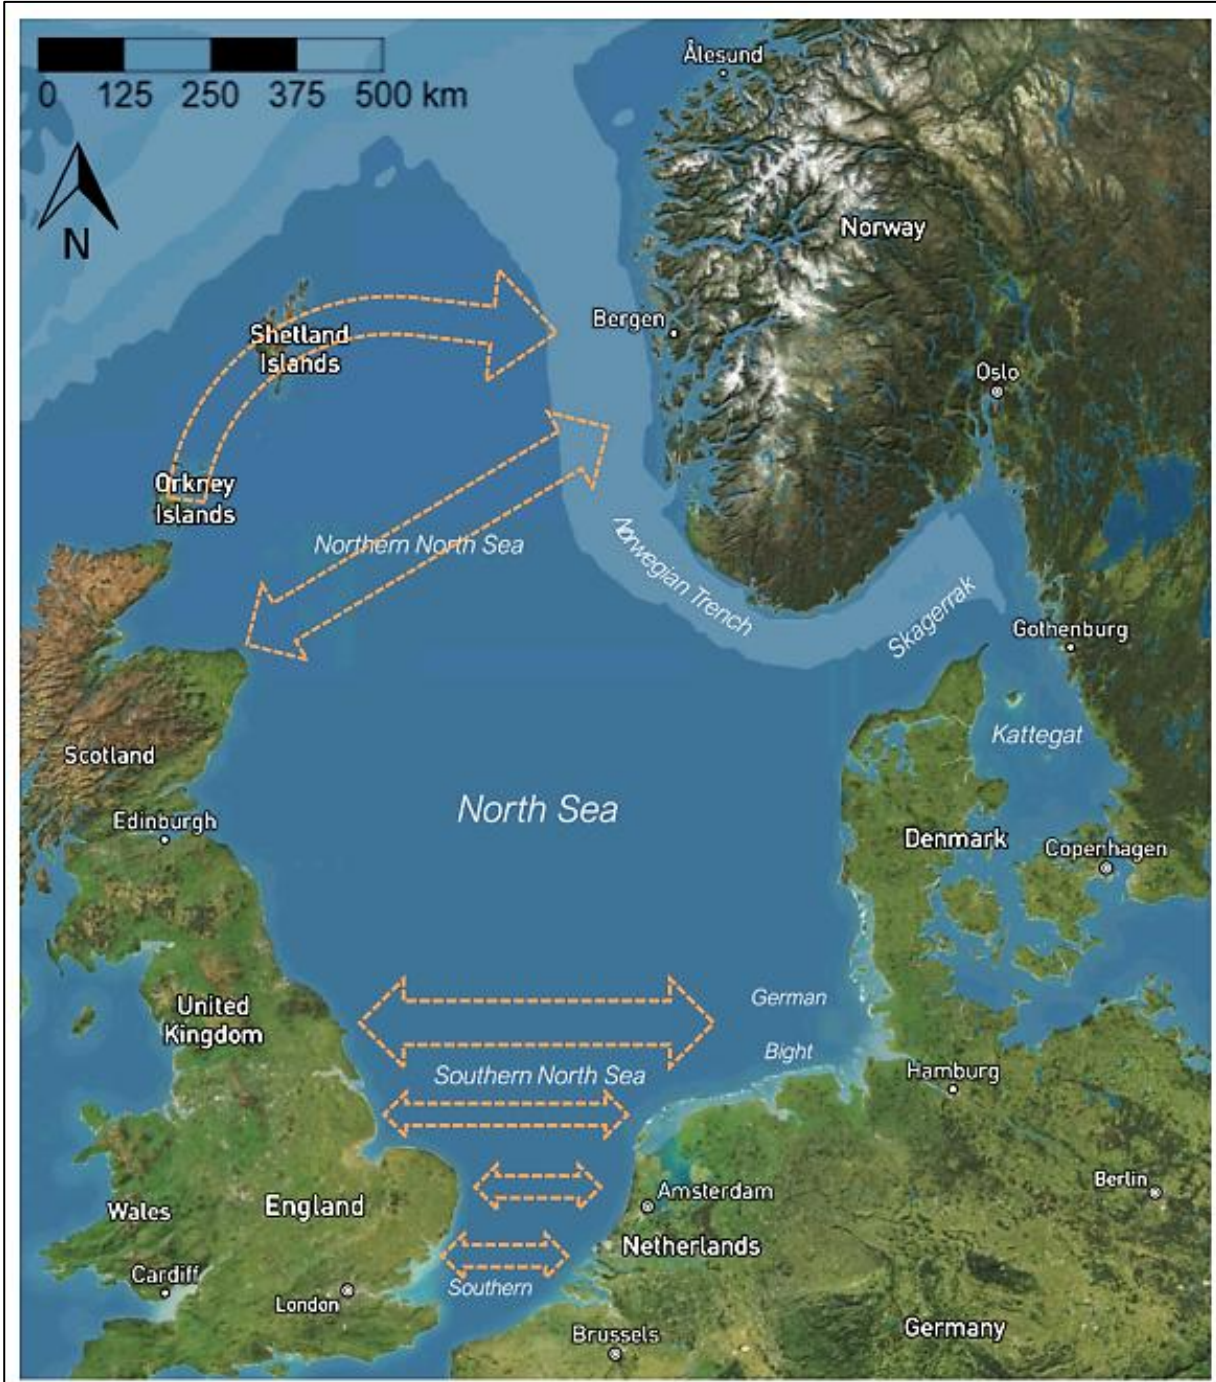 Ålesund
0 125 250 375 500 km
N
Norway
Bergen
Shetland
Islands
Oslo
Orkney
Islands
Northern North Sea
Norwegian Trench
Skagerrak
Gothenburg
Kattegat
Scotland
North Sea
Edinburgh
Denmark
Copenhagen
German
United
Kingdom
Bight
Southern North Sea
Hamburg
Berlin
Amsterdam
England
Wales
Netherlands
Cardiff
Southern
London
Germany
Brussels